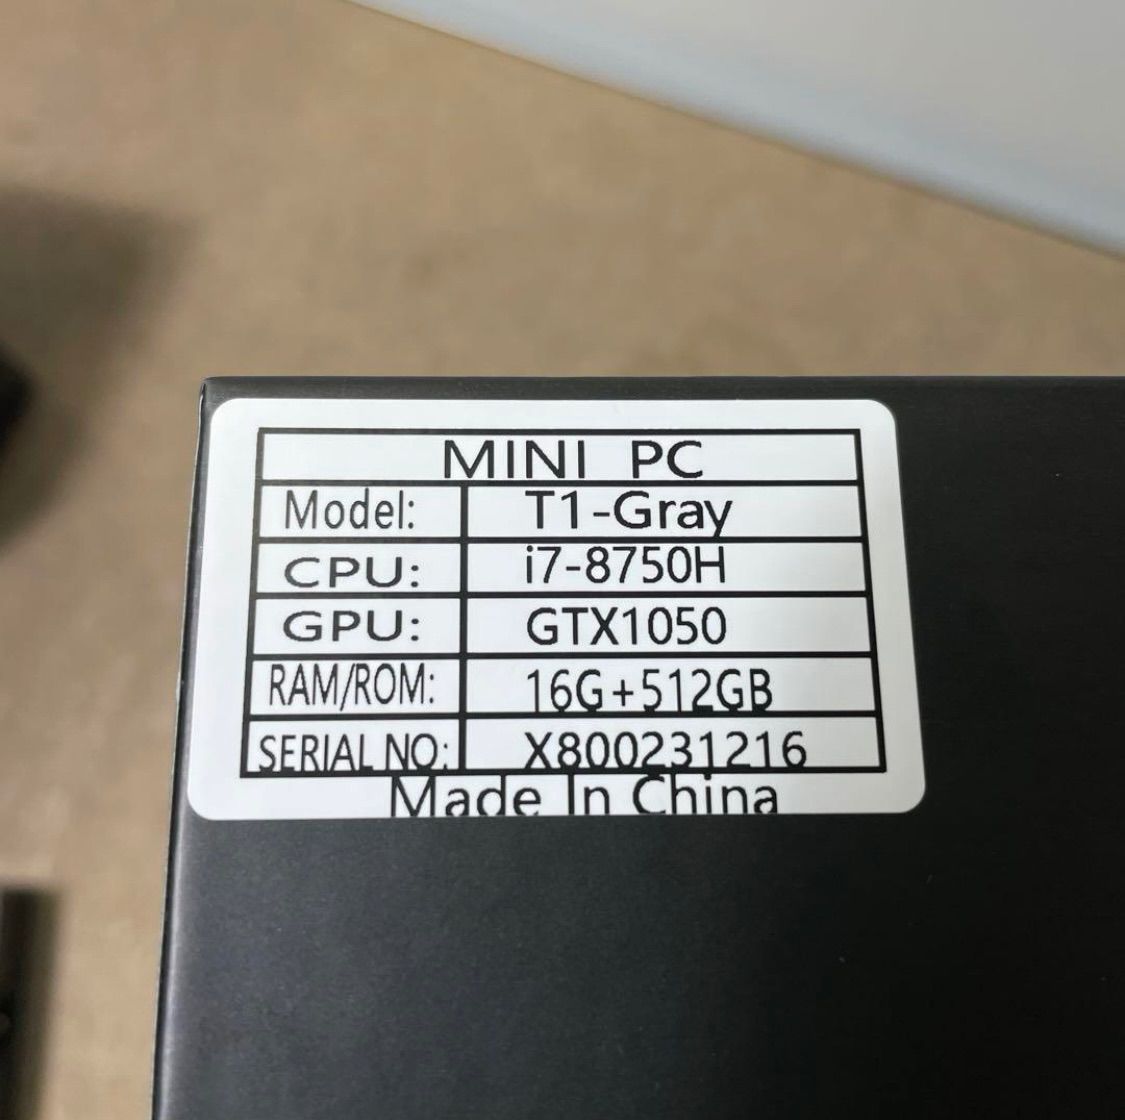 MINI PC
Model: T1-Gray
CPU: i7-8750H
GPU: GTX1050
RAM/ROM: 16G+512GB
SERIAL NO: X800231216
Made In China